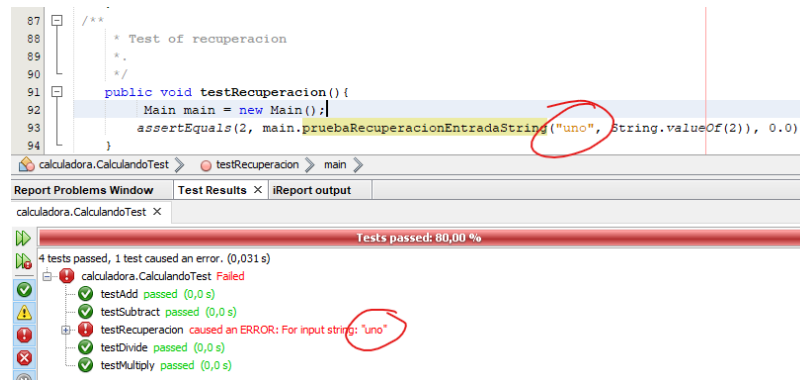 87 /**
88 * Test of recuperacion
89 *.
90 */
91 public void testRecuperacion(){
92 Main main = new Main();
93 assertEquals(2, main.pruebaRecuperacionEntradaString("uno", String.valueOf(2)), 0.0)
94 }
calculadora.CalculandoTest testRecuperacion main
Report Problems Window Test Results × iReport output
calculadora.CalculandoTest ×
Tests passed: 80,00 %
4 tests passed, 1 test caused an error. (0,031 s)
calculadora.CalculandoTest Failed
testAdd passed (0,0 s)
testSubtract passed (0,0 s)
testRecuperacion caused an ERROR: For input string: "uno"
testDivide passed (0,0 s)
testMultiply passed (0,0 s)